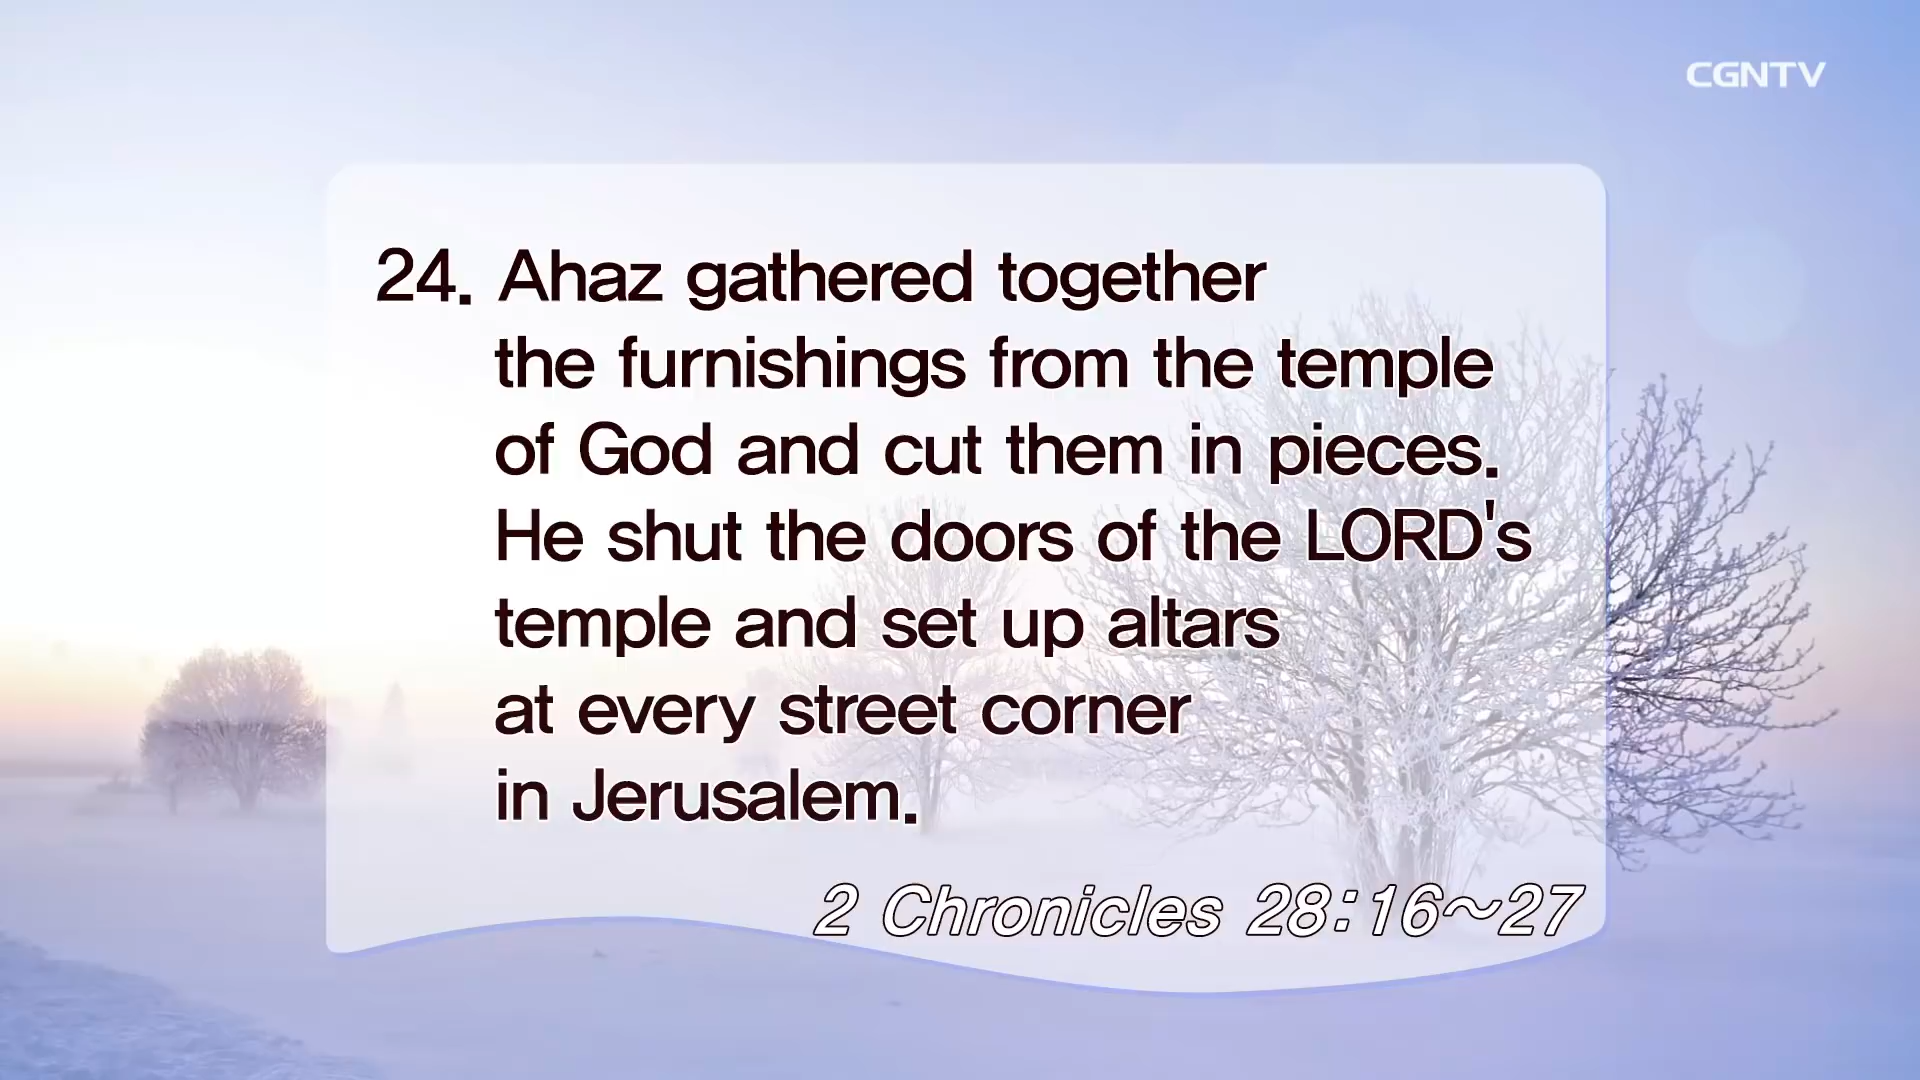 CGNTV
24. Ahaz gathered together
the furnishings from the temple
of God and cut them in pieces.
He shut the doors of the LORD's
temple and set up altars
at every street corner
in Jerusalem.
2 Chronicles 28:16~27